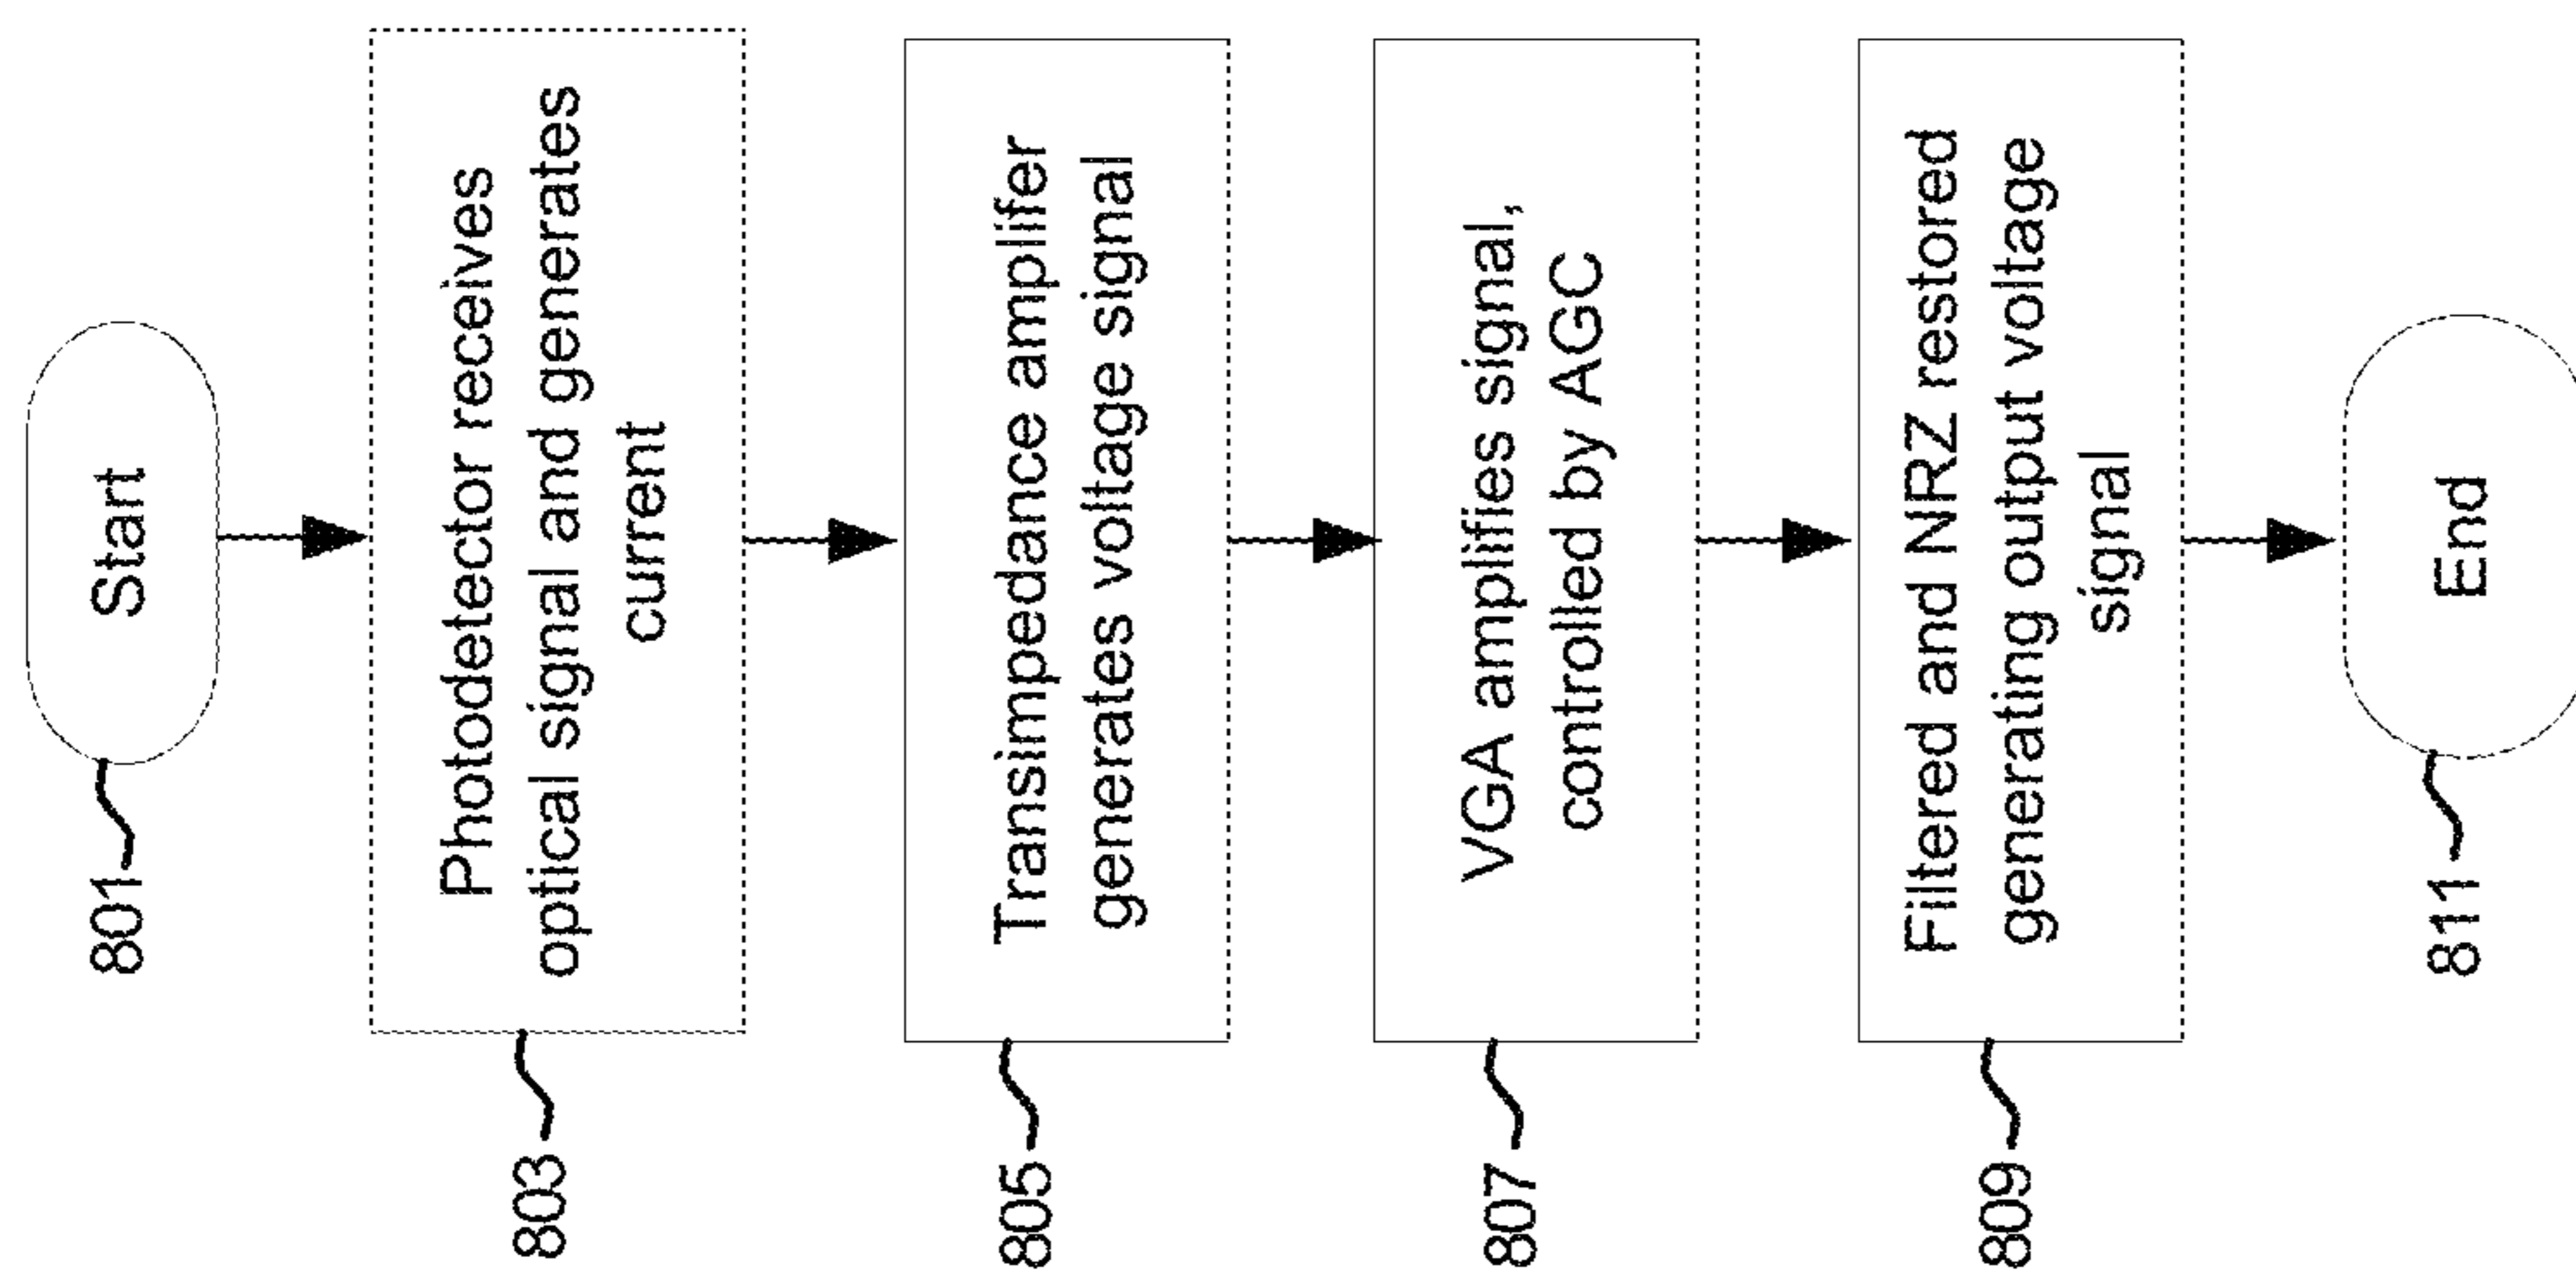 801
Start
803
Photodetector receives
optical signal and generates
current
805
Transimpedance amplifer
generates voltage signal
807
VGA amplifies signal,
controlled by AGC
809
Filtered and NRZ restored
generating output voltage
signal
811
End